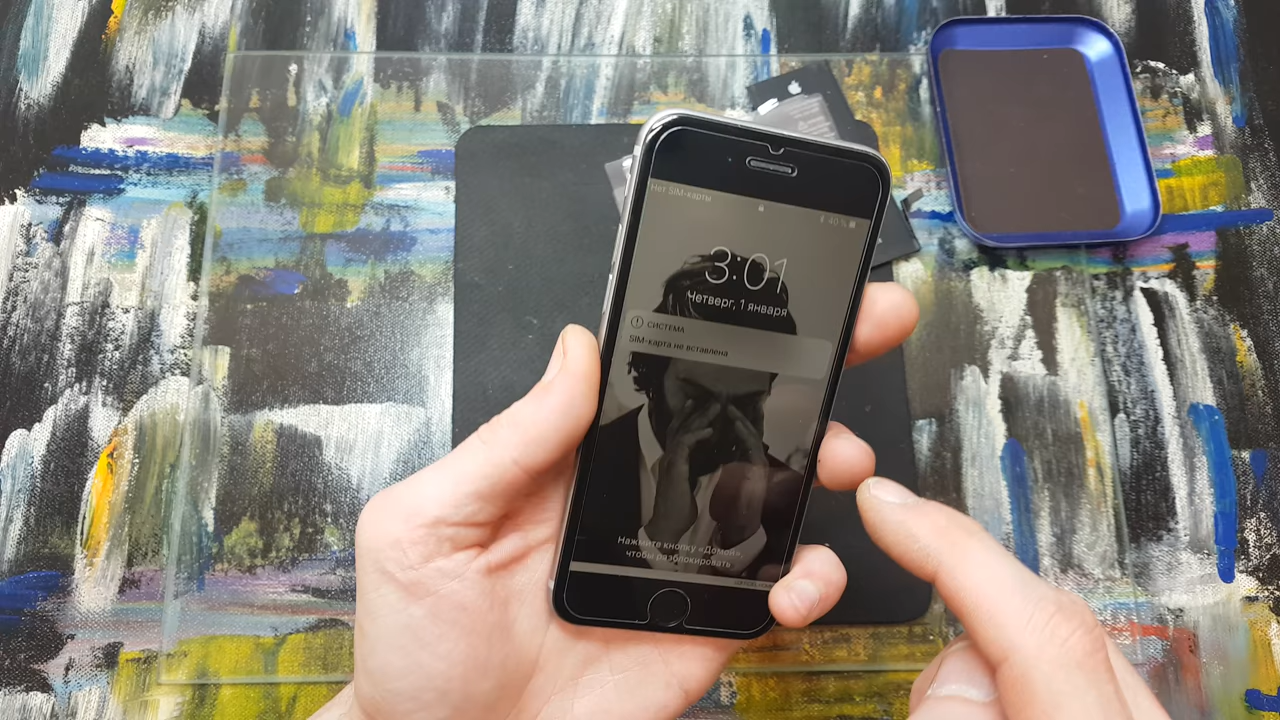 Нет SIM-карты
40 %
3:01
Четверг, 1 января
СИСТЕМА
SIM-карта не вставлена
Нажмите кнопку «Домой»,
чтобы разблокировать